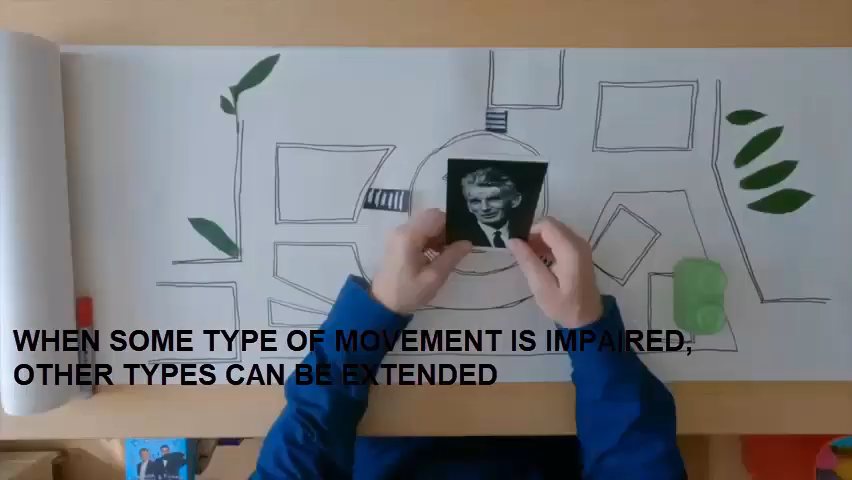 WHEN SOME TYPE OF MOVEMENT IS IMPAIRED,
OTHER TYPES CAN BE EXTENDED